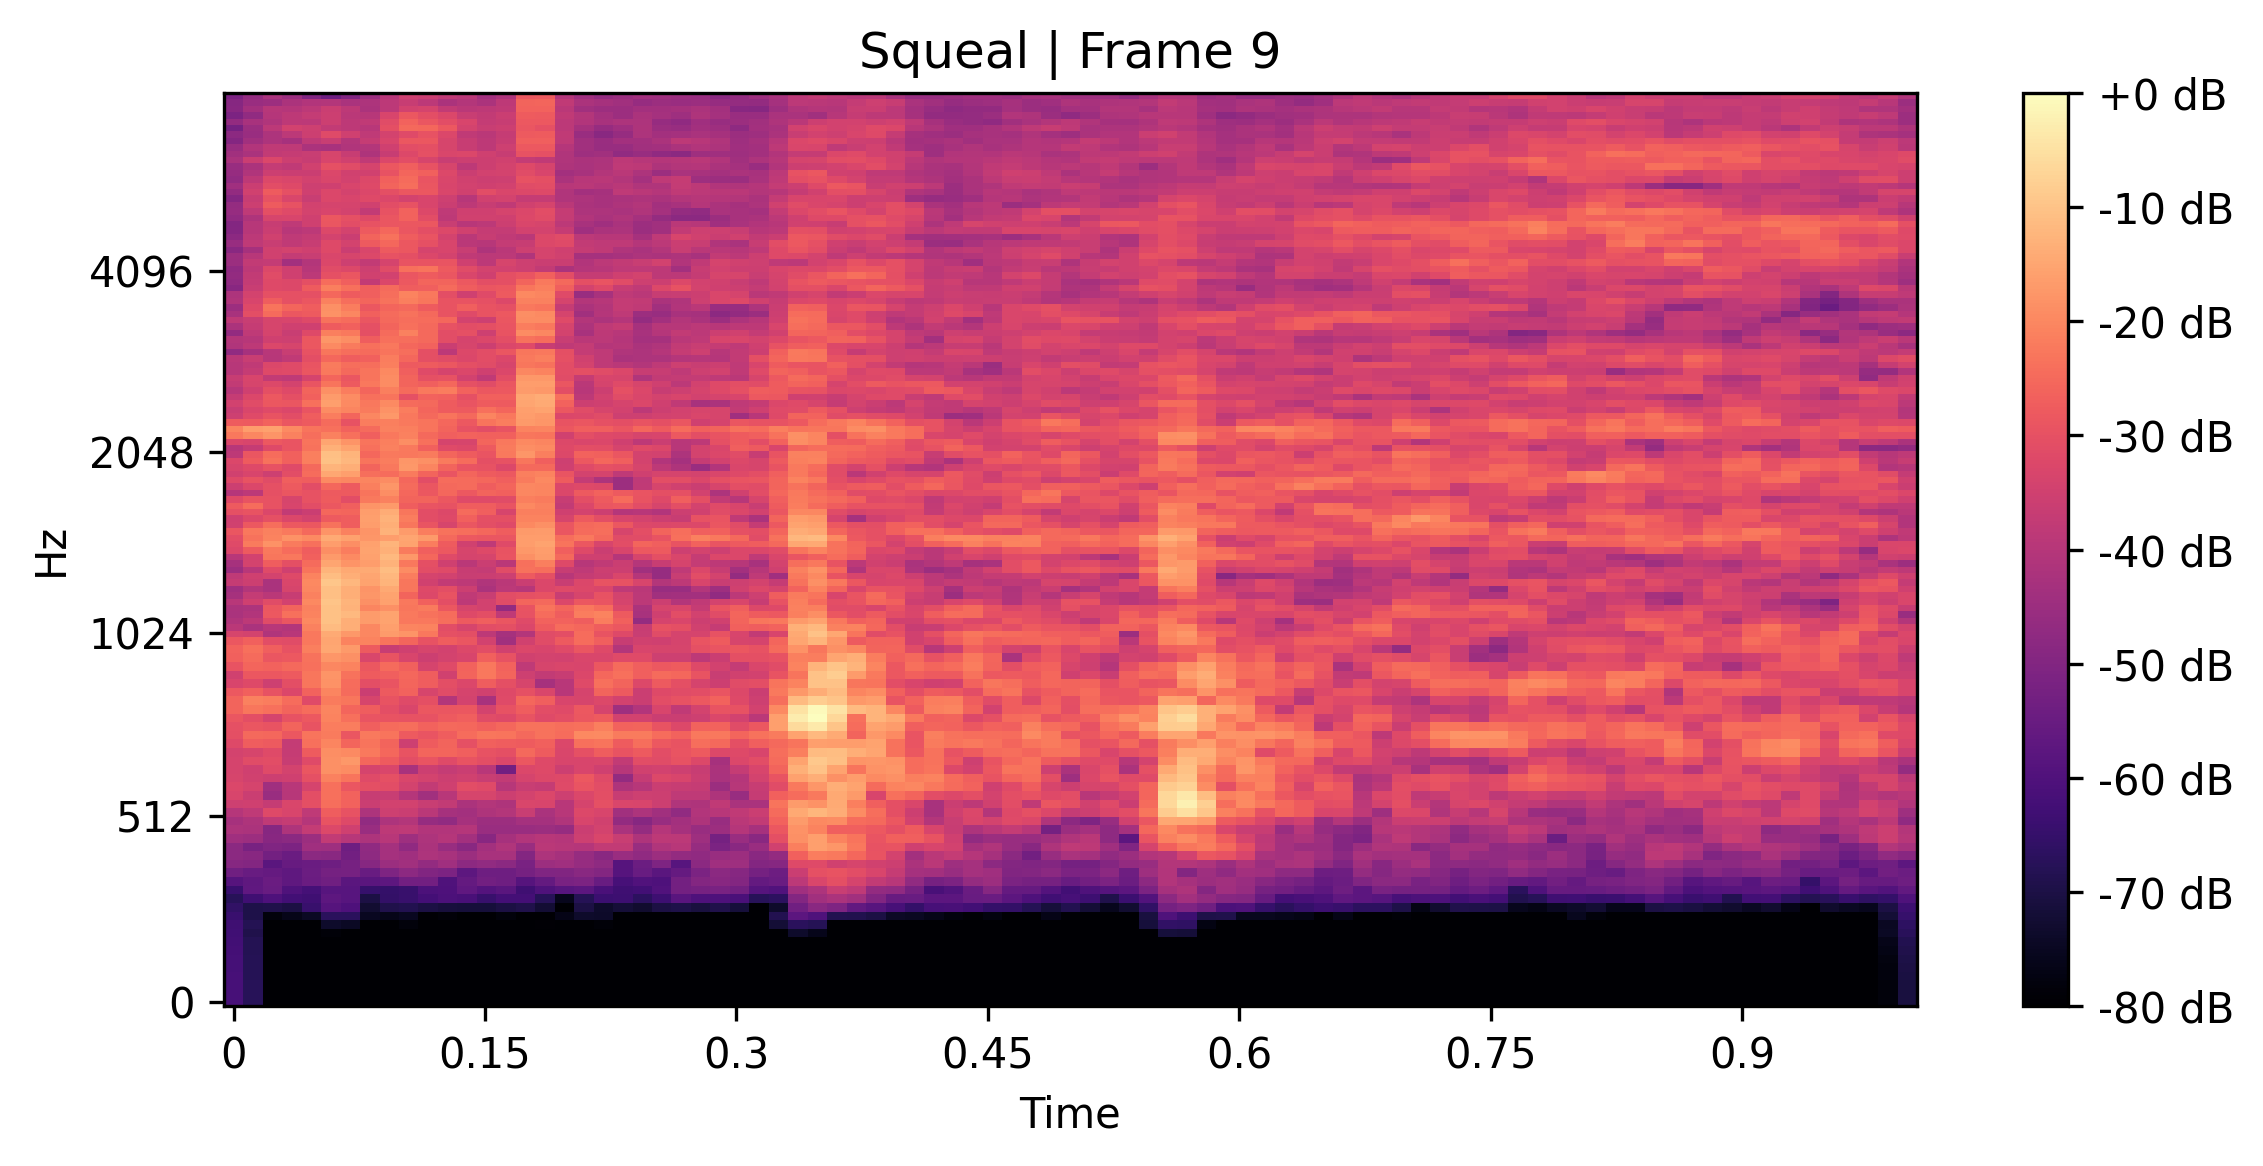 Squeal | Frame 9
+0 dB
-10 dB
-20 dB
-30 dB
-40 dB
-50 dB
-60 dB
-70 dB
-80 dB
Hz
4096
2048
1024
512
0
0 0.15 0.3 0.45 0.6 0.75 0.9
Time